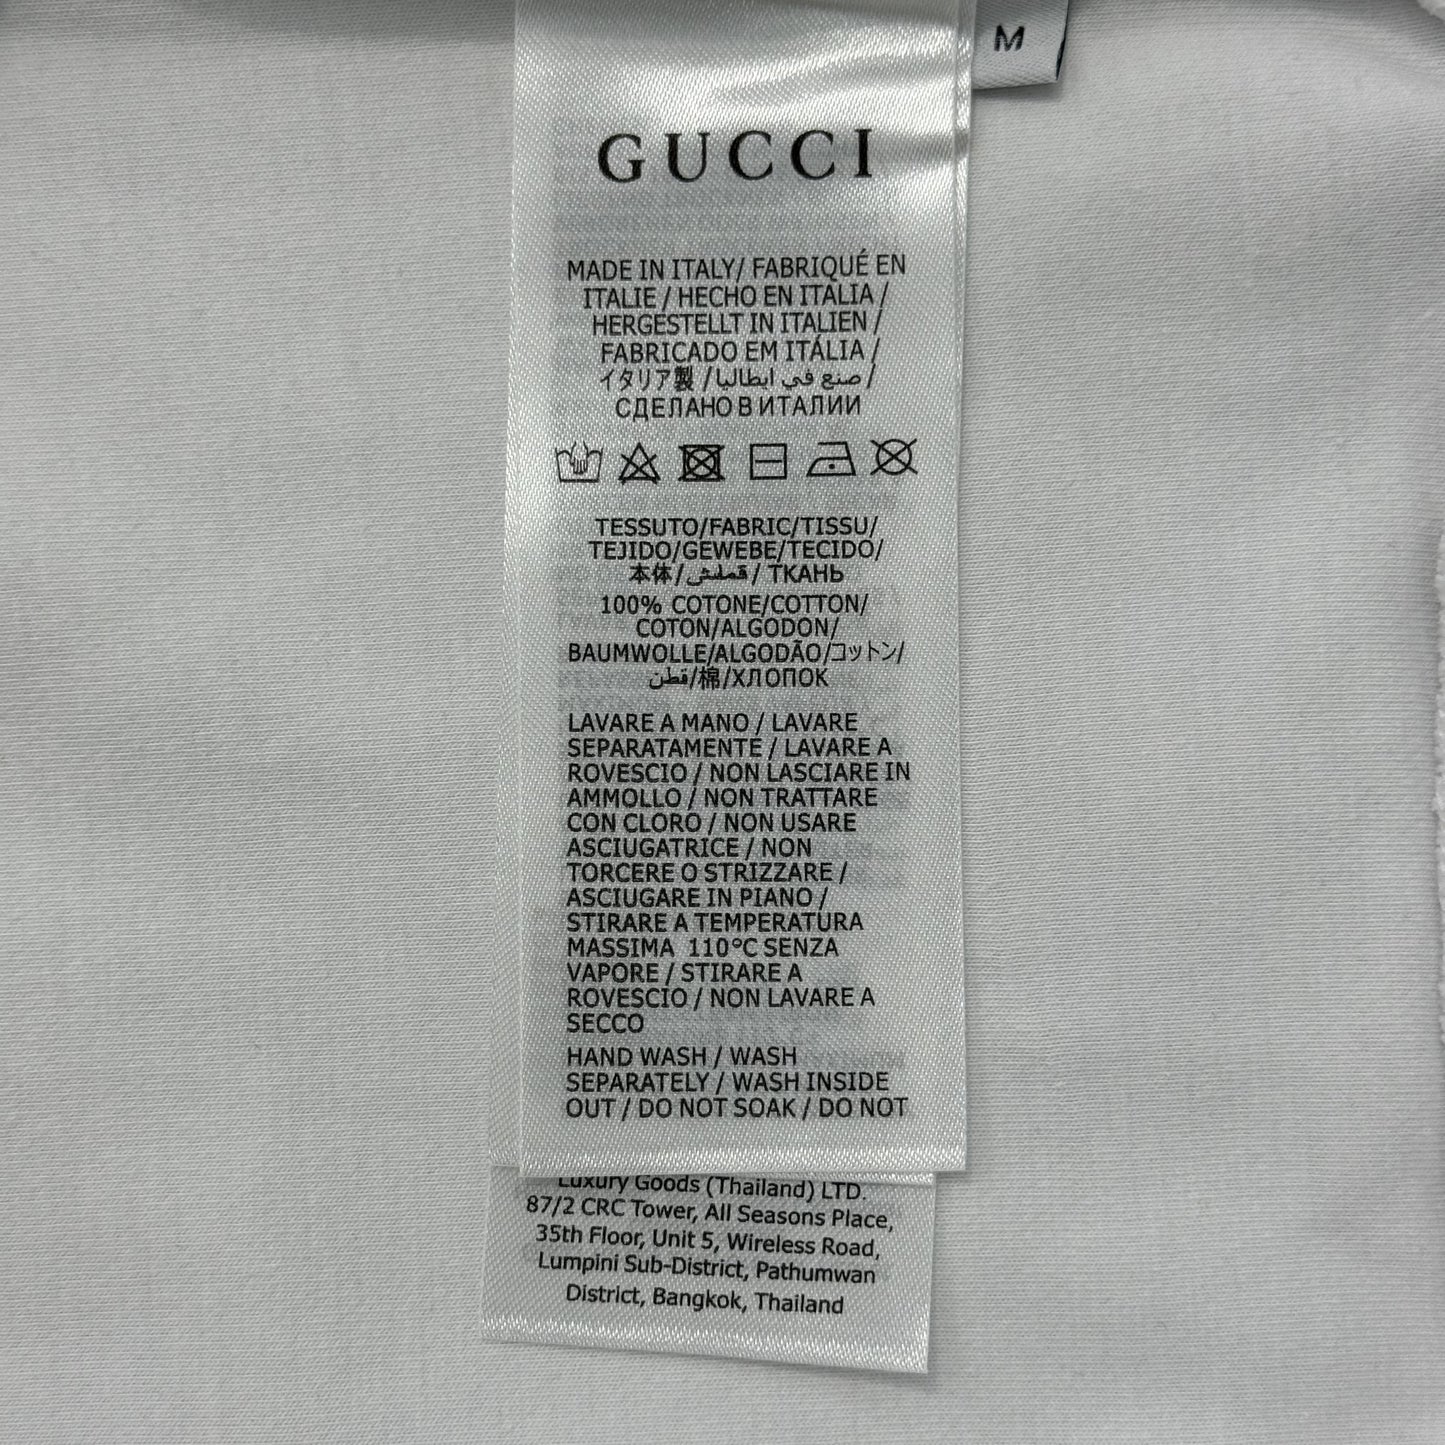 M
GUCCI
MADE IN ITALY/ FABRIQUÉ EN
ITALIE / HECHO EN ITALIA /
HERGESTELLT IN ITALIEN /
FABRICADO EM ITÁLIA /
イタリア製 / صنع في ايطاليا /
СДЕЛАНО В ИТАЛИИ
TESSUTO/FABRIC/TISSU/
TEJIDO/GEWEBE/TECIDO/
本体/قملش/ ТКАНЬ
100% COTONE/COTTON/
COTON/ALGODON/
BAUMWOLLE/ALGODÃO/コットン/
قطن/棉/ХЛОПОК
LAVARE A MANO / LAVARE
SEPARATAMENTE / LAVARE A
ROVESCIO / NON LASCIARE IN
AMMOLLO / NON TRATTARE
CON CLORO / NON USARE
ASCIUGATRICE / NON
TORCERE O STRIZZARE /
ASCIUGARE IN PIANO /
STIRARE A TEMPERATURA
MASSIMA 110°C SENZA
VAPORE / STIRARE A
ROVESCIO / NON LAVARE A
SECCO
HAND WASH / WASH
SEPARATELY / WASH INSIDE
OUT / DO NOT SOAK / DO NOT
Luxury Goods (Thailand) LTD.
87/2 CRC Tower, All Seasons Place,
35th Floor, Unit 5, Wireless Road,
Lumpini Sub-District, Pathumwan
District, Bangkok, Thailand